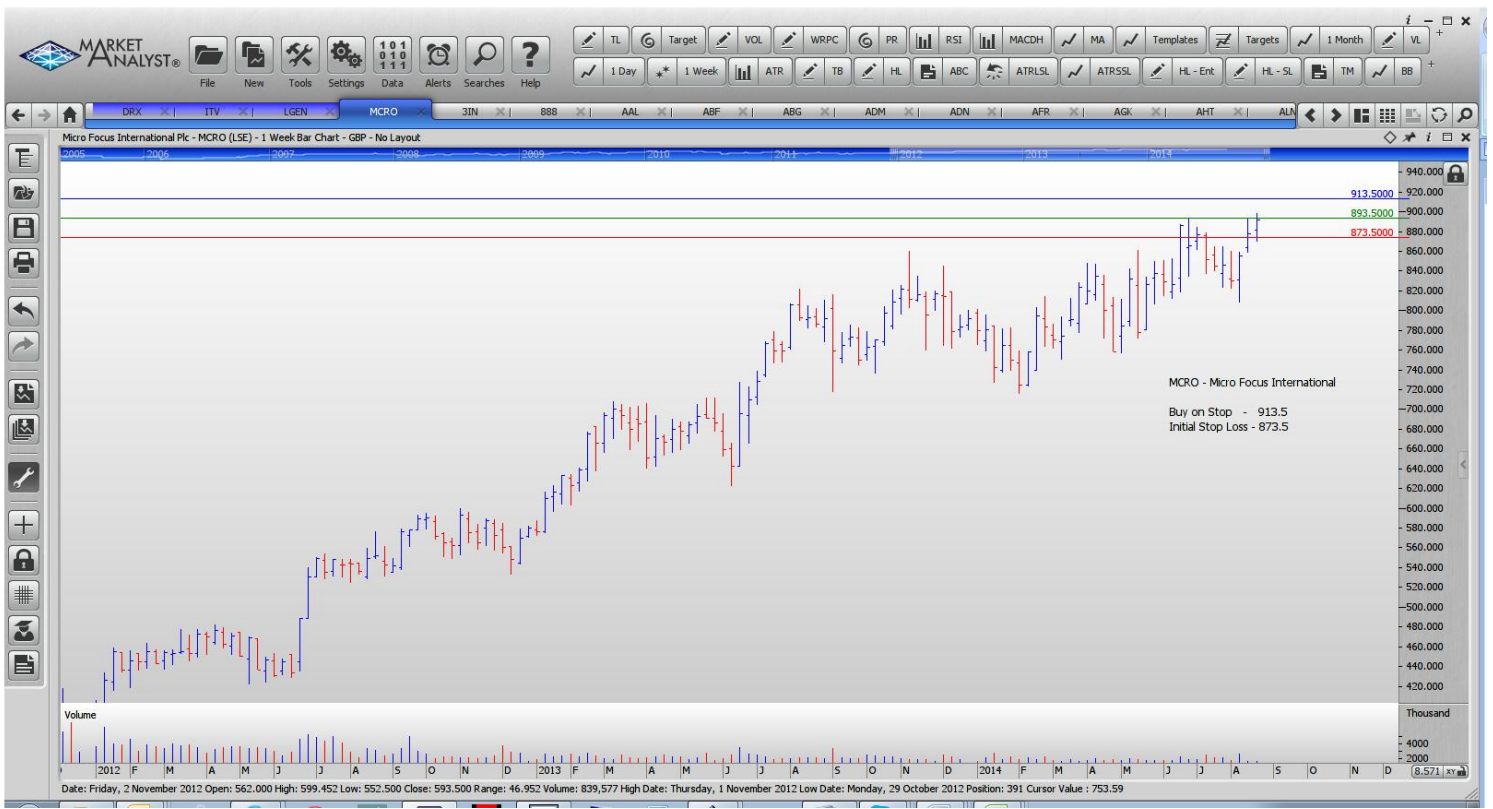 i
MARKET ANALYST®
File New Tools Settings Data Alerts Searches Help
TL Target VOL WRPC PR RSI MACDH MA Templates Targets 1 Month VL +
1 Day 1 Week ATR TB HL ABC ATRLSL ATRSSL HL - Ent HL - SL TM BB +
DRX ITV LGEN MCRO 3IN 888 AAL ABF ABG ADM ADN AFR AGK AHT ALN
Micro Focus International Plc - MCRO (LSE) - 1 Week Bar Chart - GBP - No Layout
2005 2006 2007 2008 2009 2010 2011 2012 2013 2014
940.000
913.5000 920.000
893.5000 900.000
873.5000 880.000
860.000
840.000
820.000
800.000
780.000
760.000
740.000
MCRO - Micro Focus International
720.000
Buy on Stop - 913.5
700.000
Initial Stop Loss - 873.5
680.000
660.000
640.000
620.000
600.000
580.000
560.000
540.000
520.000
500.000
480.000
460.000
440.000
420.000
Volume Thousand
4000
2000
2012 F M A M J J A S O N D 2013 F M A M J J A S O N D 2014 F M A M J J A S O N D 8.571 XY
Date: Friday, 2 November 2012 Open: 562.000 High: 599.452 Low: 552.500 Close: 593.500 Range: 46.952 Volume: 839,577 High Date: Thursday, 1 November 2012 Low Date: Monday, 29 October 2012 Position: 391 Cursor Value : 753.59